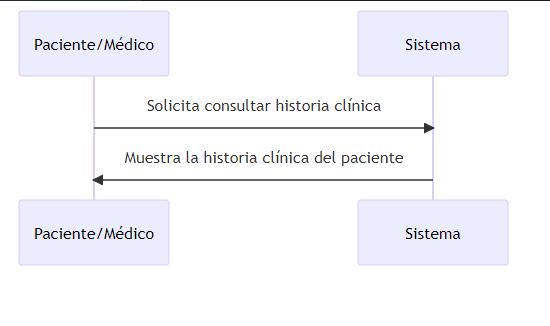 Paciente/Médico
Sistema
Solicita consultar historia clínica
Muestra la historia clínica del paciente
Paciente/Médico
Sistema